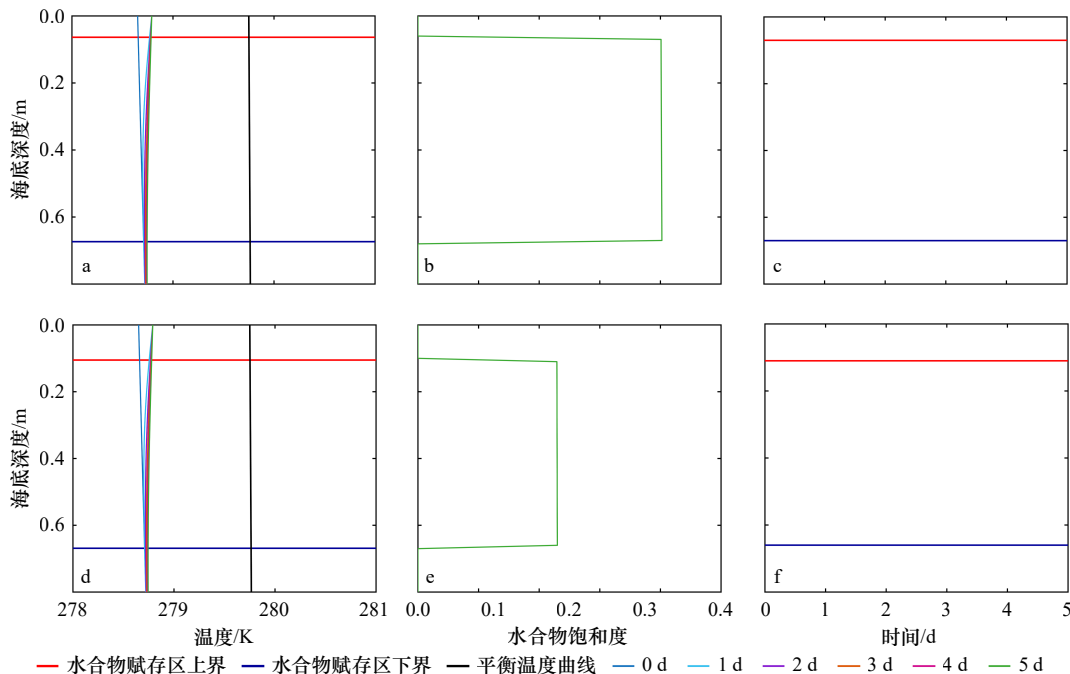 0.0
0.2
0.4
0.6
海底深度/m
a
b
c
0.0
0.2
0.4
0.6
海底深度/m
d
e
f
278 279 280 281
0.0 0.1 0.2 0.3 0.4
0 1 2 3 4 5
温度/K
水合物饱和度
时间/d
水合物赋存区上界 水合物赋存区下界 平衡温度曲线 0 d 1 d 2 d 3 d 4 d 5 d